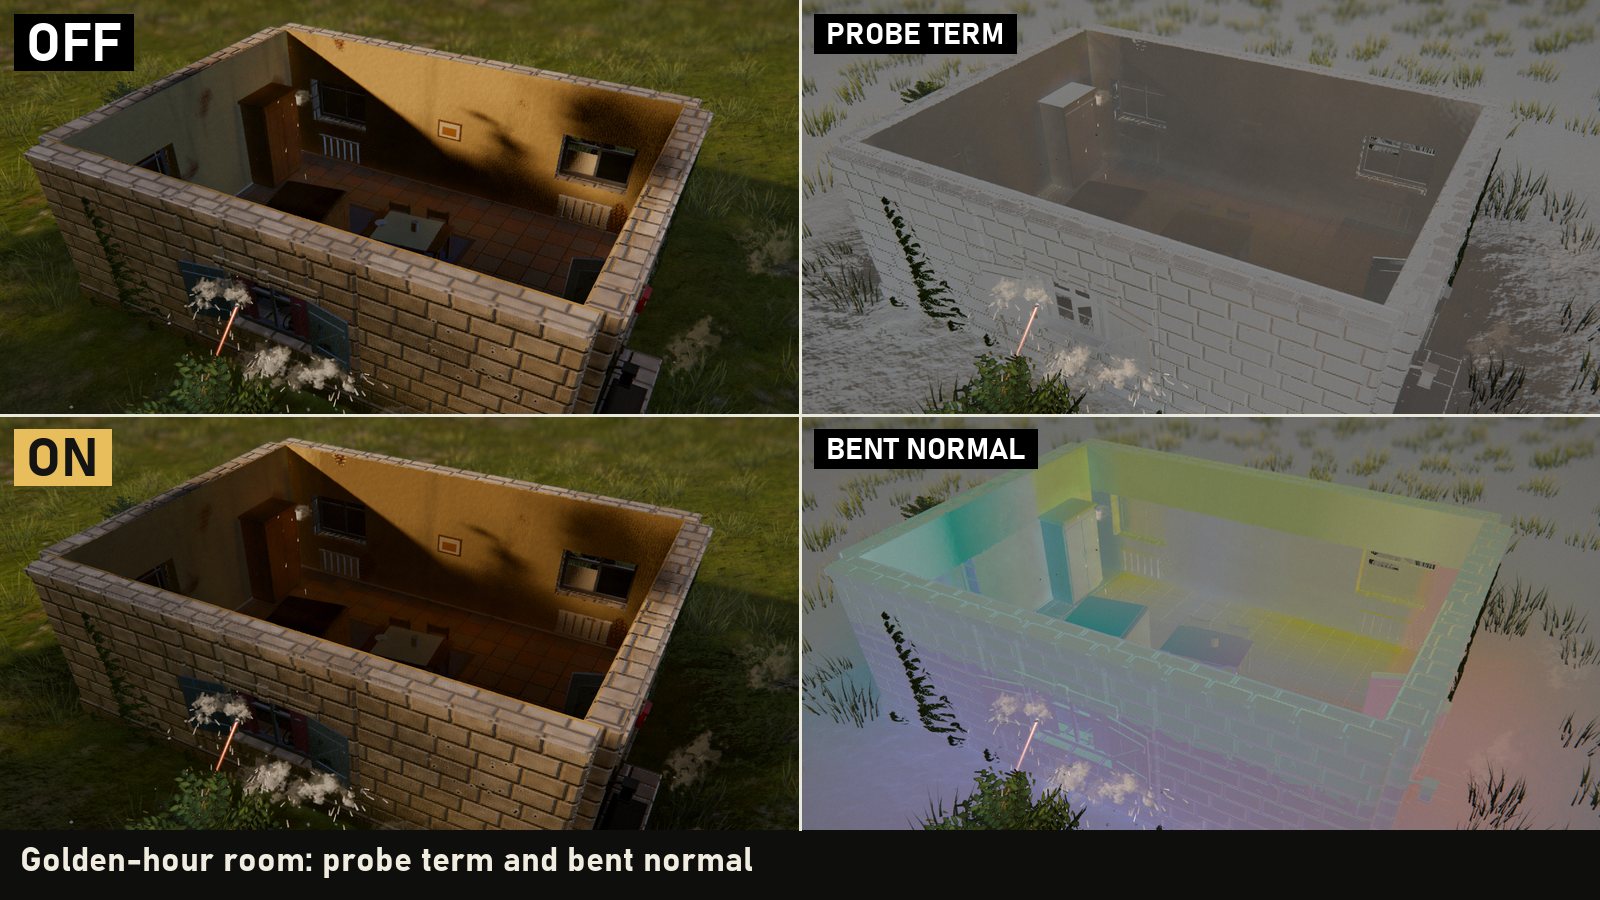 OFF
PROBE TERM
ON
BENT NORMAL
Golden-hour room: probe term and bent normal